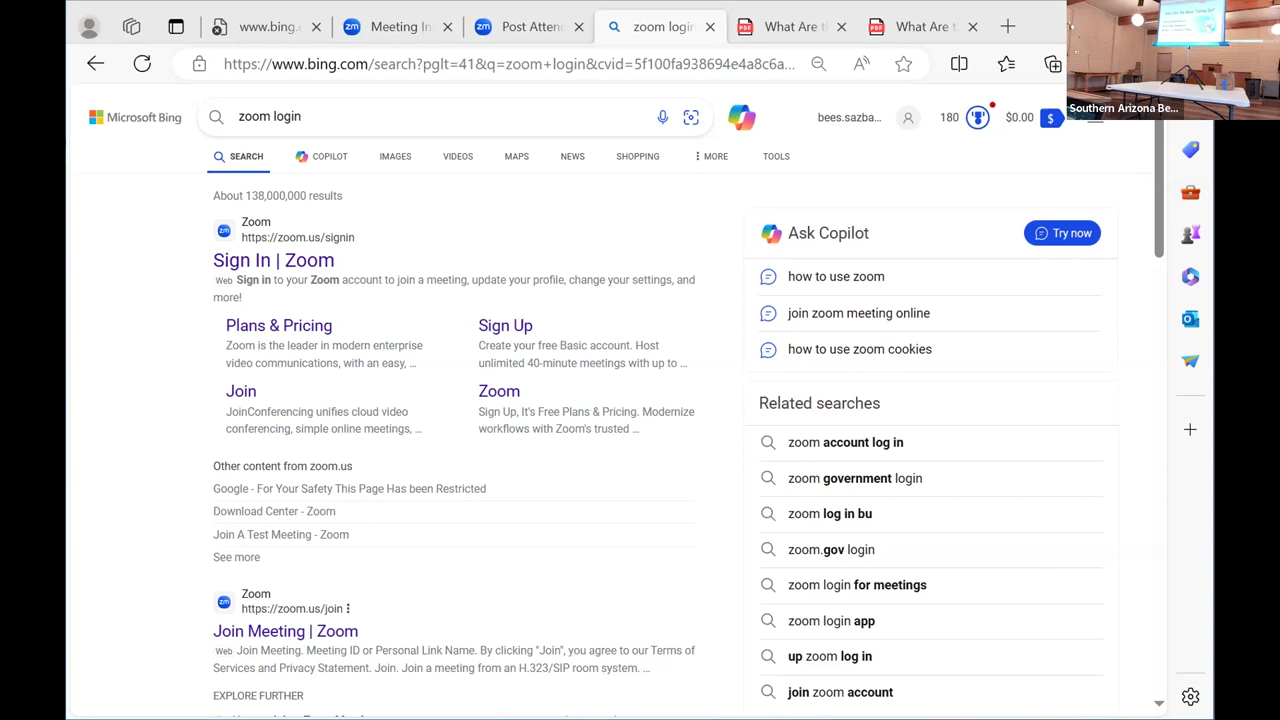 www.bing.
Meeting In
st Atta
zoom login
What Are t
What Are t
https://www.bing.com/search?pglt=41&q=zoom+login&cvid=5f100fa938694e4a8c6a...
Southern Arizona Be...
Microsoft Bing
zoom login
bees.sazba...
180
$0.00
SEARCH
COPILOT
IMAGES
VIDEOS
MAPS
NEWS
SHOPPING
MORE
TOOLS
About 138,000,000 results
Zoom
https://zoom.us/signin
Sign In | Zoom
Web Sign in to your Zoom account to join a meeting, update your profile, change your settings, and
more!
Plans & Pricing
Zoom is the leader in modern enterprise
video communications, with an easy, ...
Sign Up
Create your free Basic account. Host
unlimited 40-minute meetings with up to ...
Join
JoinConferencing unifies cloud video
conferencing, simple online meetings, ...
Zoom
Sign Up, It's Free Plans & Pricing. Modernize
workflows with Zoom's trusted ...
Other content from zoom.us
Google - For Your Safety This Page Has been Restricted
Download Center - Zoom
Join A Test Meeting - Zoom
See more
Zoom
https://zoom.us/join
Join Meeting | Zoom
Web Join Meeting. Meeting ID or Personal Link Name. By clicking "Join", you agree to our Terms of
Services and Privacy Statement. Join. Join a meeting from an H.323/SIP room system. ...
EXPLORE FURTHER
Ask Copilot
Try now
how to use zoom
join zoom meeting online
how to use zoom cookies
Related searches
zoom account log in
zoom government login
zoom log in bu
zoom.gov login
zoom login for meetings
zoom login app
up zoom log in
join zoom account